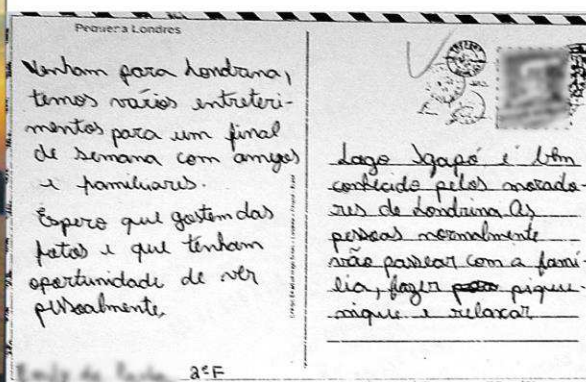 Pequena Londres
Venham para Londrina,
temos vários entreteri-
mentos para um final
de semana com amigos
e familiuares.
Espero que gostem das
fotos e que tenham
oportunidade de ver
pessoalmente,
2ºF
Lago Igapó é bem
conhecido pelos morado
res de Londrina As
pessoas normalmente
vão passear com a famí-
lia, fazer para pique-
nique e relaxar